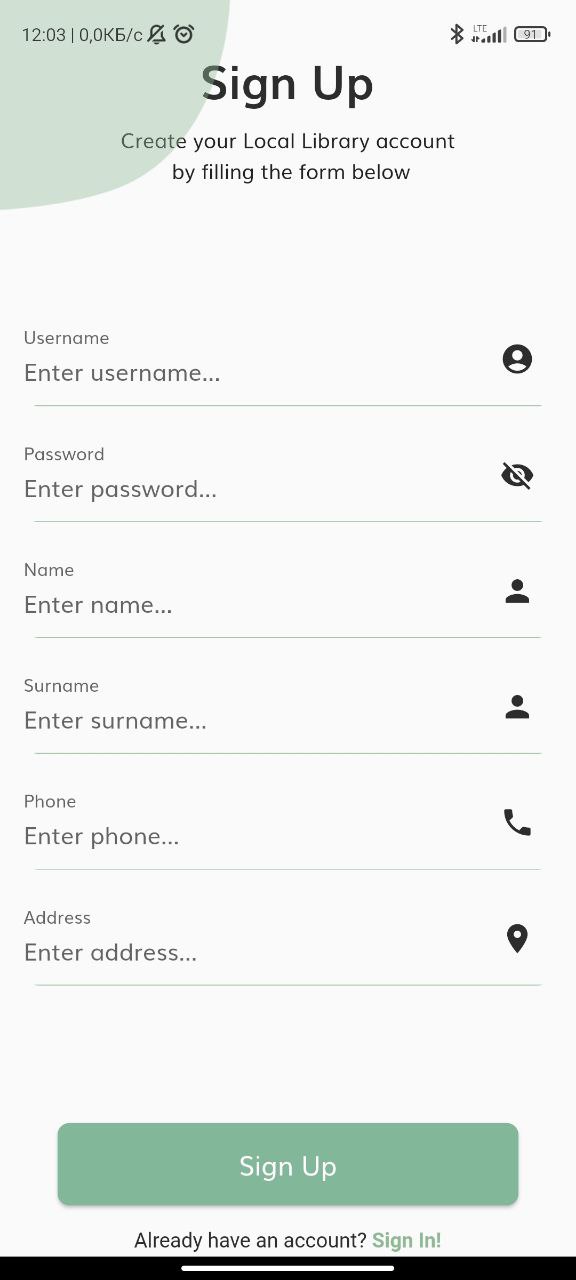 12:03 | 0,0КБ/с LTE 91
Sign Up
Create your Local Library account
by filling the form below
Username
Enter username...
Password
Enter password...
Name
Enter name...
Surname
Enter surname...
Phone
Enter phone...
Address
Enter address...
Sign Up
Already have an account? Sign In!